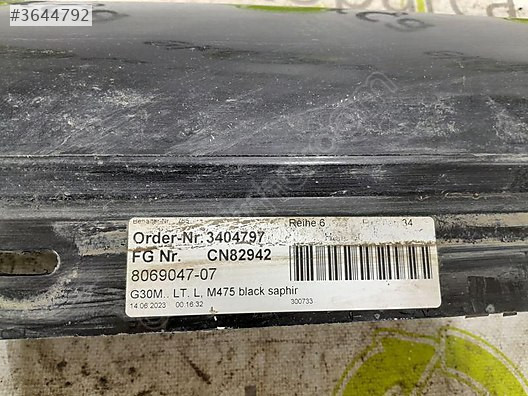 #3644792
Reihe 6 34
Order-Nr. 3404797
FG Nr. CN82942
8069047-07
G30M.. LT. L, M475 black saphir
14.06.2023 00:16:32 300733